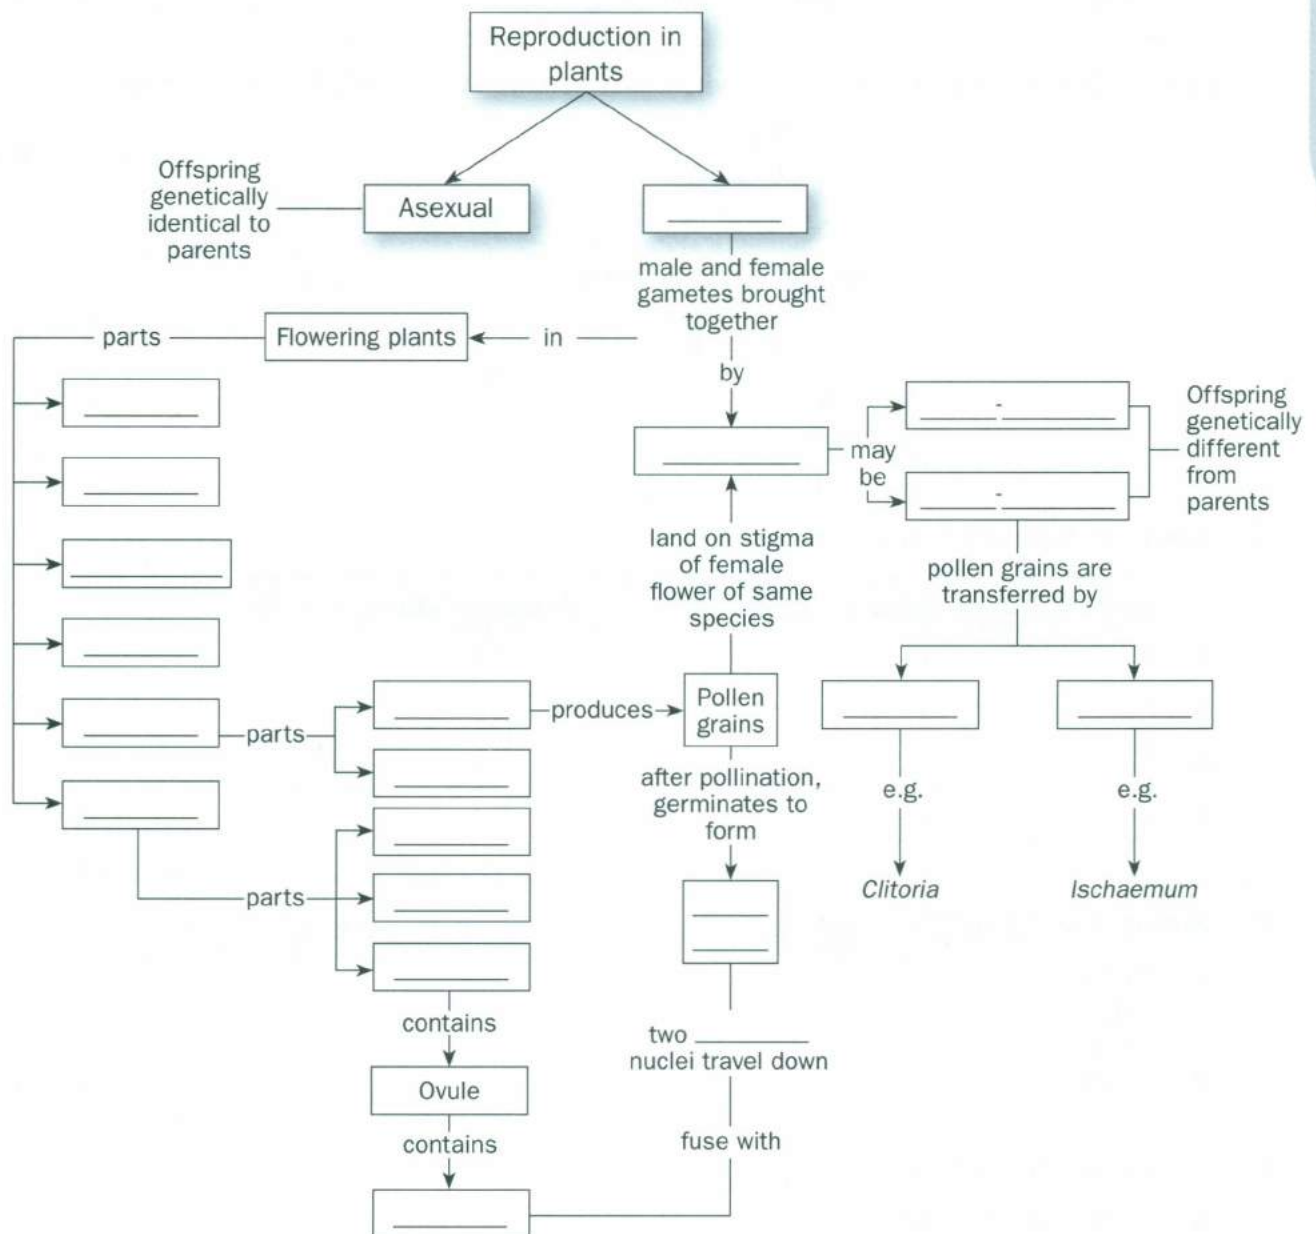 Reproduction in
plants
Offspring
genetically
identical to
parents
Asexual
male and female
gametes brought
together
parts
Flowering plants
in
by
may
be
-
-
Offspring
genetically
different
from
parents
land on stigma
of female
flower of same
species
pollen grains are
transferred by
parts
produces
Pollen
grains
after pollination,
germinates to
form
e.g.
e.g.
Clitoria
Ischaemum
parts
contains
two
nuclei travel down
Ovule
contains
fuse with